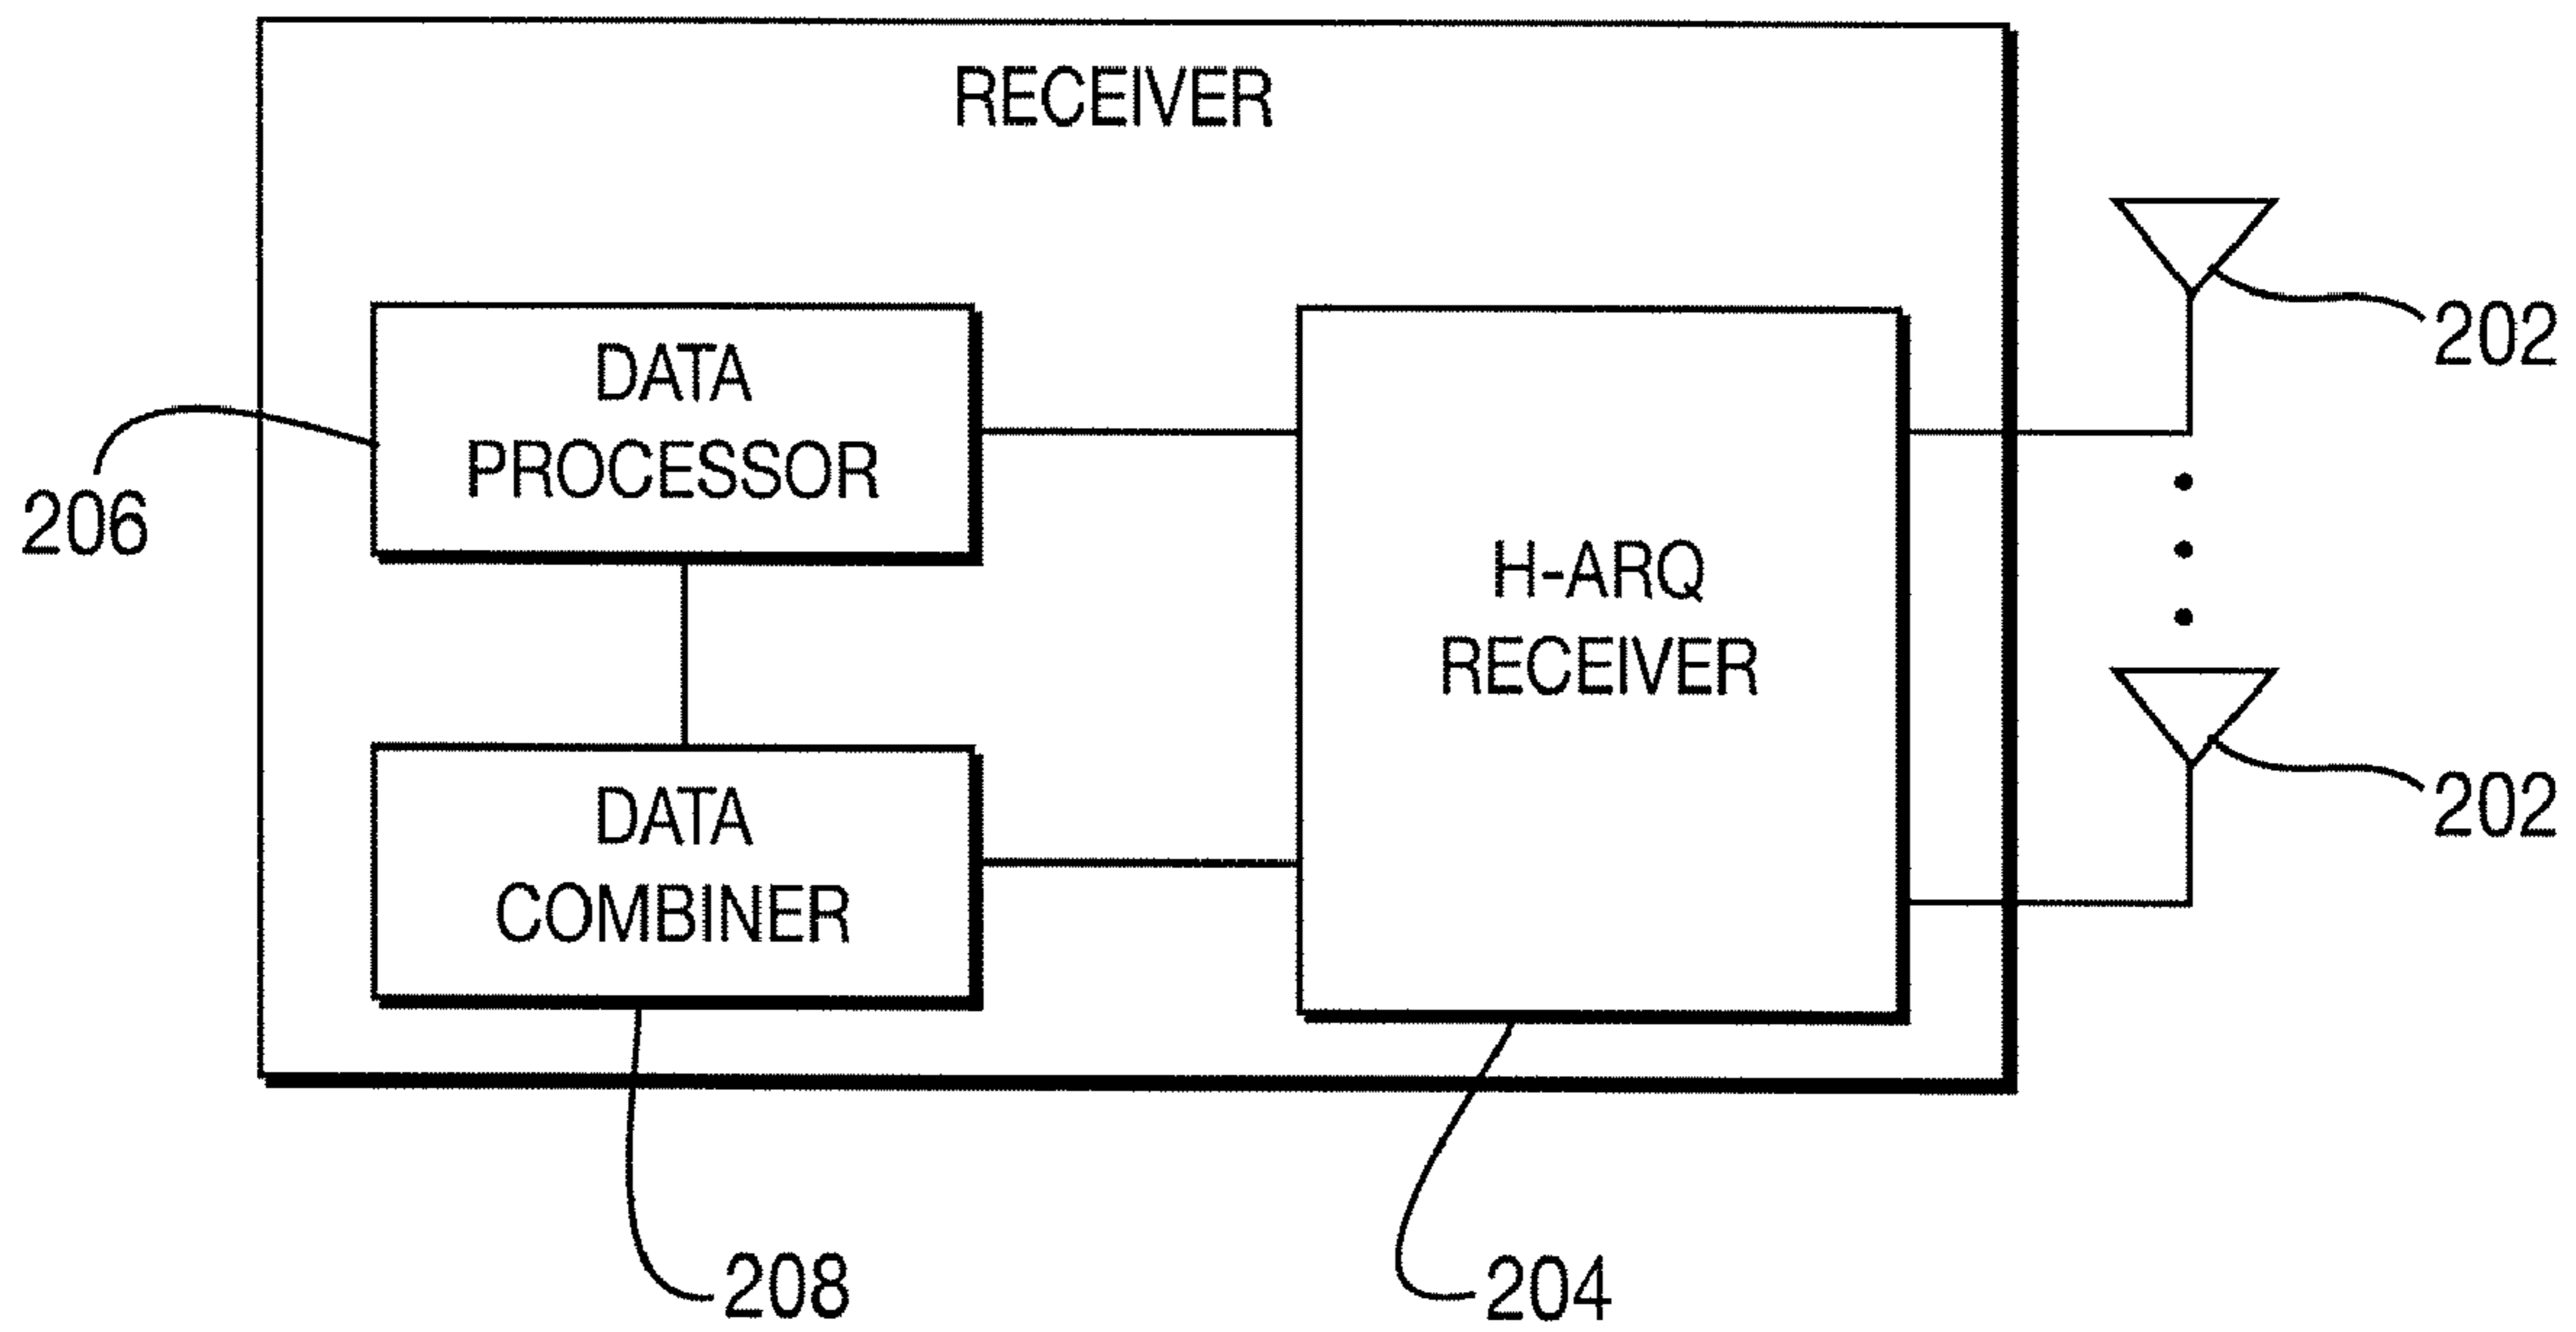 RECEIVER
202
DATA
PROCESSOR
206
H-ARQ
RECEIVER
202
DATA
COMBINER
208
204